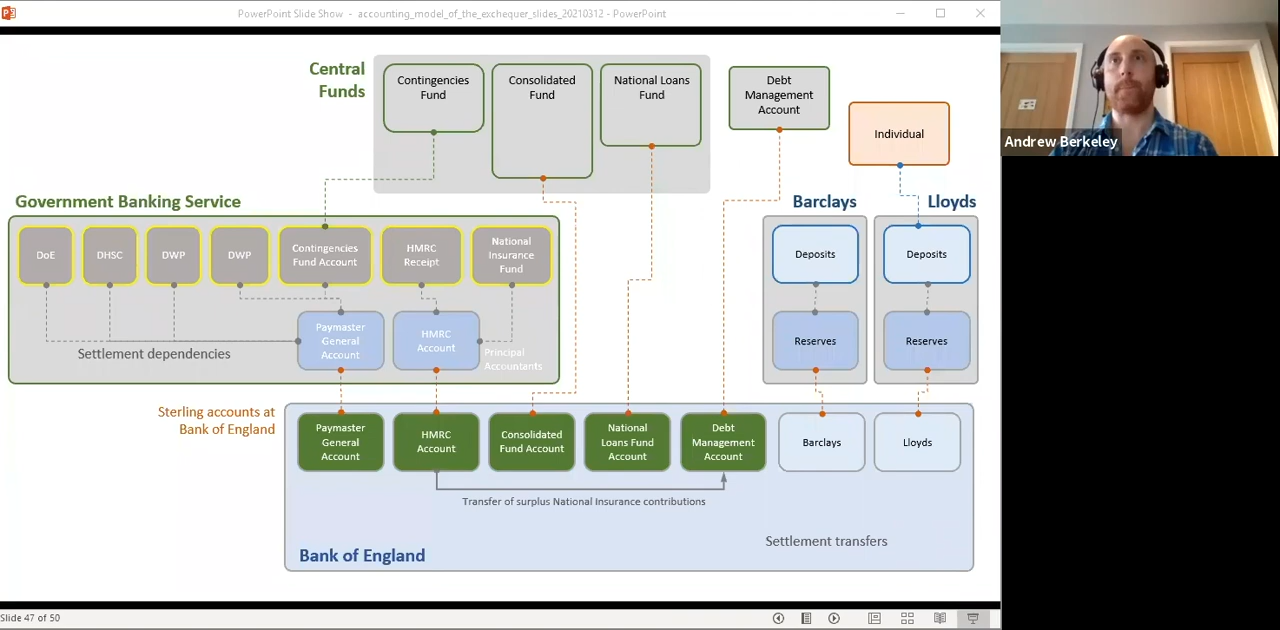 PowerPoint Slide Show - accounting_model_of_the_exchequer_slides_20210312 - PowerPoint
Central
Funds
Contingencies
Fund
Consolidated
Fund
National Loans
Fund
Debt
Management
Account
Individual
Andrew Berkeley
Government Banking Service
Barclays
Lloyds
DoE
DHSC
DWP
DWP
Contingencies
Fund Account
HMRC
Receipt
National
Insurance
Fund
Deposits
Deposits
Paymaster
General
Account
HMRC
Account
Principal
Accountants
Settlement dependencies
Reserves
Reserves
Sterling accounts at
Bank of England
Paymaster
General
Account
HMRC
Account
Consolidated
Fund Account
National
Loans Fund
Account
Debt
Management
Account
Barclays
Lloyds
Transfer of surplus National Insurance contributions
Settlement transfers
Bank of England
Slide 47 of 50